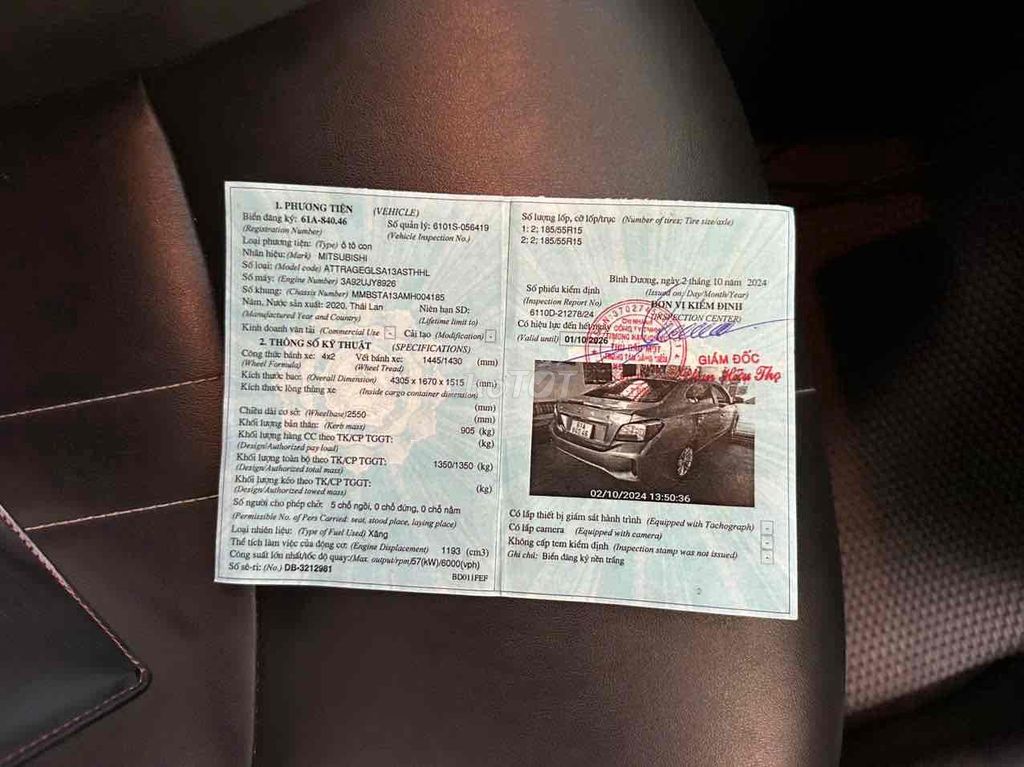 1. PHƯƠNG TIỆN (VEHICLE)
Biển đăng ký: 61A-840.46 Số quản lý: 6101S-056419
(Registration Number) (Vehicle Inspection No.)
Loại phương tiện: (Type) ô tô con
Nhãn hiệu: (Mark) MITSUBISHI
Số loại: (Model code) ATTRAGEGLSA13ASTHHL
Số máy: (Engine Number) 3A92UJY8926
Số khung: (Chassis Number) MMBSTA13AMH004185
Năm, Nước sản xuất: 2020, Thái Lan Niên hạn SD:
(Manufactured Year and Country) (Lifetime limit to)
Kinh doanh vận tải (Commercial Use) - Cải tạo (Modification) -
2. THÔNG SỐ KỸ THUẬT (SPECIFICATIONS)
Công thức bánh xe: 4x2 Vết bánh xe: 1445/1430 (mm)
(Wheel Formula) (Wheel Tread)
Kích thước bao: (Overall Dimension) 4305 x 1670 x 1515 (mm)
Kích thước lòng thùng xe (Inside cargo container dimension)
(mm)
Chiều dài cơ sở: (Wheelbase)2550 (mm)
Khối lượng bản thân: (Kerb mass) 905 (kg)
Khối lượng hàng CC theo TK/CP TGGT: (kg)
(Design/Authorized pay load)
Khối lượng toàn bộ theo TK/CP TGGT: 1350/1350 (kg)
(Design/Authorized total mass)
Khối lượng kéo theo TK/CP TGGT: (kg)
(Design/Authorized towed mass)
Số người cho phép chở: 5 chỗ ngồi, 0 chỗ đứng, 0 chỗ nằm
(Permissible No. of Pers Carried: seat, stood place, laying place)
Loại nhiên liệu: (Type of Fuel Used) Xăng
Thể tích làm việc của động cơ: (Engine Displacement) 1193 (cm3)
Công suất lớn nhất/tốc độ quay:(Max. output/rpm)57(kW)/6000(vph)
Số sê-ri: (No.) DB-3212981 BD011FEF
Số lượng lốp, cỡ lốp/trục (Number of tires: Tire size/axle)
1: 2; 185/55R15
2: 2; 185/55R15
Bình Dương, ngày 2 tháng 10 năm 2024
Số phiếu kiểm định (Issued on: Day/Month/Year)
(Inspection Report No) ĐƠN VỊ KIỂM ĐỊNH
6110D-21278/24 (INSPECTION CENTER)
Có hiệu lực đến hết ngày
(Valid until) 01/10/2026
GIÁM ĐỐC
Phan Hữu Thọ
02/10/2024 13:50:36
Có lắp thiết bị giám sát hành trình (Equipped with Tachograph) -
Có lắp camera (Equipped with camera) -
Không cấp tem kiểm định (Inspection stamp was not issued) -
Ghi chú: Biển đăng ký nền trắng -
2